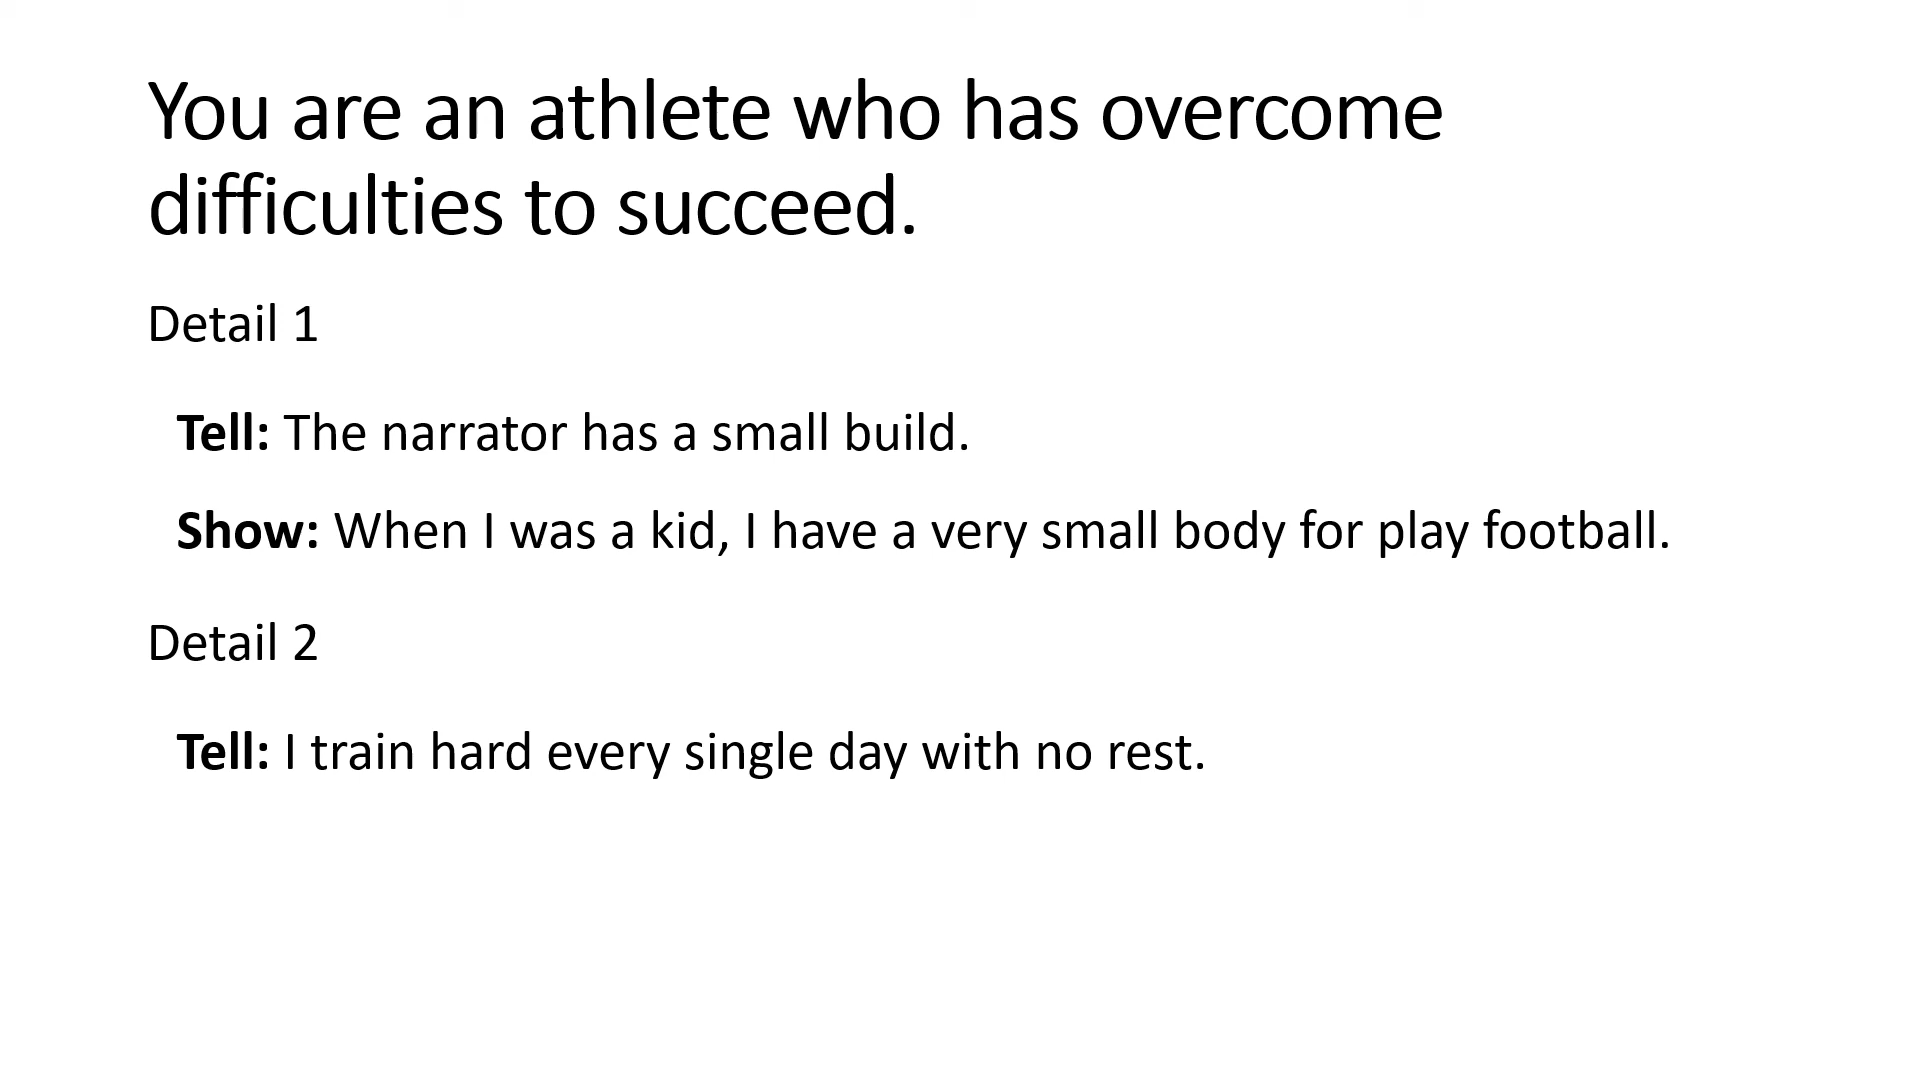 You are an athlete who has overcome
difficulties to succeed.
Detail 1
Tell: The narrator has a small build.
Show: When I was a kid, I have a very small body for play football.
Detail 2
Tell: I train hard every single day with no rest.